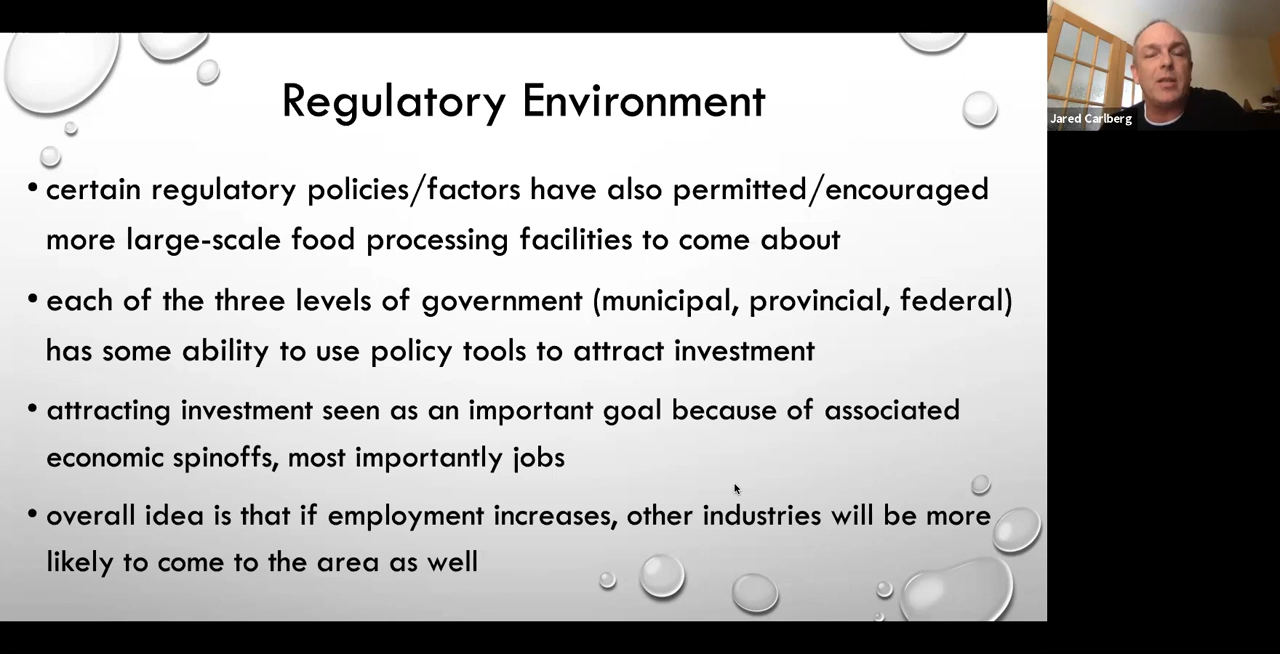 Regulatory Environment
• certain regulatory policies/factors have also permitted/encouraged
more large-scale food processing facilities to come about
• each of the three levels of government (municipal, provincial, federal)
has some ability to use policy tools to attract investment
• attracting investment seen as an important goal because of associated
economic spinoffs, most importantly jobs
• overall idea is that if employment increases, other industries will be more
likely to come to the area as well
Jared Carlberg